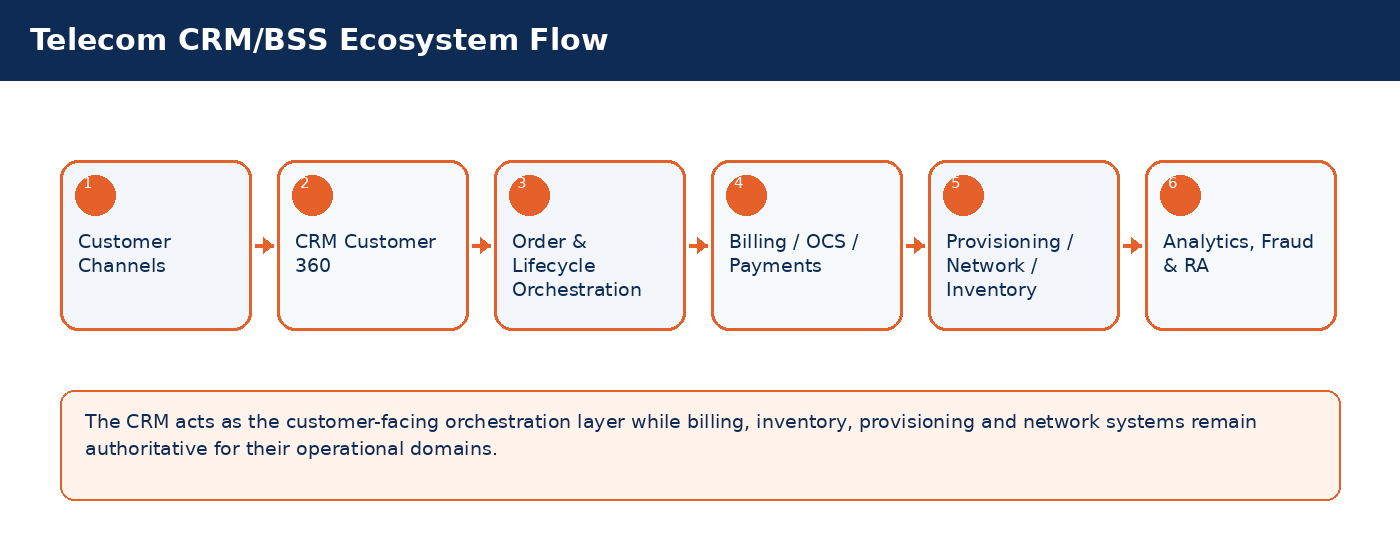 Telecom CRM/BSS Ecosystem Flow
1
Customer
Channels
2
CRM Customer
360
3
Order &
Lifecycle
Orchestration
4
Billing / OCS /
Payments
5
Provisioning /
Network /
Inventory
6
Analytics, Fraud
& RA
The CRM acts as the customer-facing orchestration layer while billing, inventory, provisioning and network systems remain
authoritative for their operational domains.